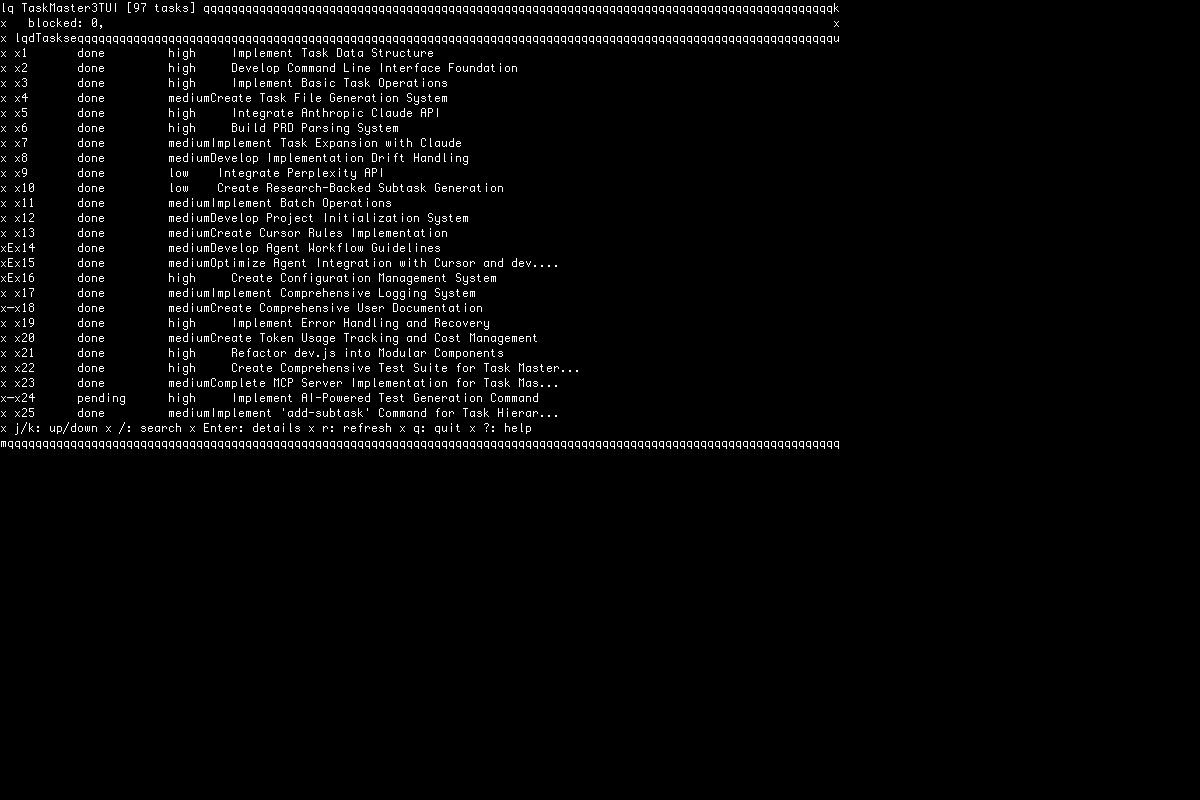 lq TaskMaster3TUI [97 tasks] qqqqqqqqqqqqqqqqqqqqqqqqqqqqqqqqqqqqqqqqqqqqqqqqqqqqqqqqqqqqqqqqqqqqqqqqqqqqqqqqqqqqqqqqqqk
x   blocked: 0,                                                                                                        x
x lqdTaskseqqqqqqqqqqqqqqqqqqqqqqqqqqqqqqqqqqqqqqqqqqqqqqqqqqqqqqqqqqqqqqqqqqqqqqqqqqqqqqqqqqqqqqqqqqqqqqqqqqqqqqqqqqqqu
x x1       done         high     Implement Task Data Structure
x x2       done         high     Develop Command Line Interface Foundation
x x3       done         high     Implement Basic Task Operations
x x4       done         mediumCreate Task File Generation System
x x5       done         high     Integrate Anthropic Claude API
x x6       done         high     Build PRD Parsing System
x x7       done         mediumImplement Task Expansion with Claude
x x8       done         mediumDevelop Implementation Drift Handling
x x9       done         low    Integrate Perplexity API
x x10      done         low    Create Research-Backed Subtask Generation
x x11      done         mediumImplement Batch Operations
x x12      done         mediumDevelop Project Initialization System
x x13      done         mediumCreate Cursor Rules Implementation
xEx14      done         mediumDevelop Agent Workflow Guidelines
xEx15      done         mediumOptimize Agent Integration with Cursor and dev....
xEx16      done         high     Create Configuration Management System
x x17      done         mediumImplement Comprehensive Logging System
x─x18      done         mediumCreate Comprehensive User Documentation
x x19      done         high     Implement Error Handling and Recovery
x x20      done         mediumCreate Token Usage Tracking and Cost Management
x x21      done         high     Refactor dev.js into Modular Components
x x22      done         high     Create Comprehensive Test Suite for Task Master...
x x23      done         mediumComplete MCP Server Implementation for Task Mas...
x─x24      pending      high     Implement AI-Powered Test Generation Command
x x25      done         mediumImplement 'add-subtask' Command for Task Hierar...
x j/k: up/down x /: search x Enter: details x r: refresh x q: quit x ?: help
mqqqqqqqqqqqqqqqqqqqqqqqqqqqqqqqqqqqqqqqqqqqqqqqqqqqqqqqqqqqqqqqqqqqqqqqqqqqqqqqqqqqqqqqqqqqqqqqqqqqqqqqqqqqqqqqqqqqqqqq